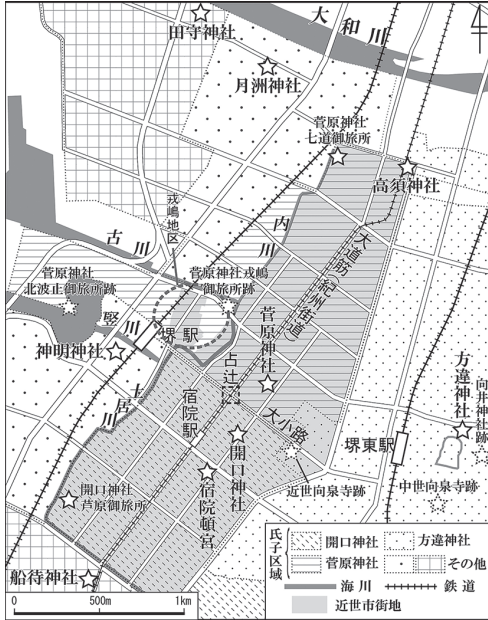 大和川
田守神社
月洲神社
菅原神社
七道御旅所
高須神社
戎嶋地区
内川
古川
大道筋(紀州街道)
菅原神社
北波止御旅所跡
菅原神社戎嶋
御旅所跡
竪川
堺駅
菅原神社
神明神社
占辻
方違神社
向井神社跡
土居川
宿院駅
大小路
堺東駅
開口神社
開口神社
芦原御旅所
宿院頓宮
近世向泉寺跡
中世向泉寺跡
船待神社
0 500m 1km
氏子区域
開口神社
方違神社
菅原神社
その他
海川
鉄道
近世市街地